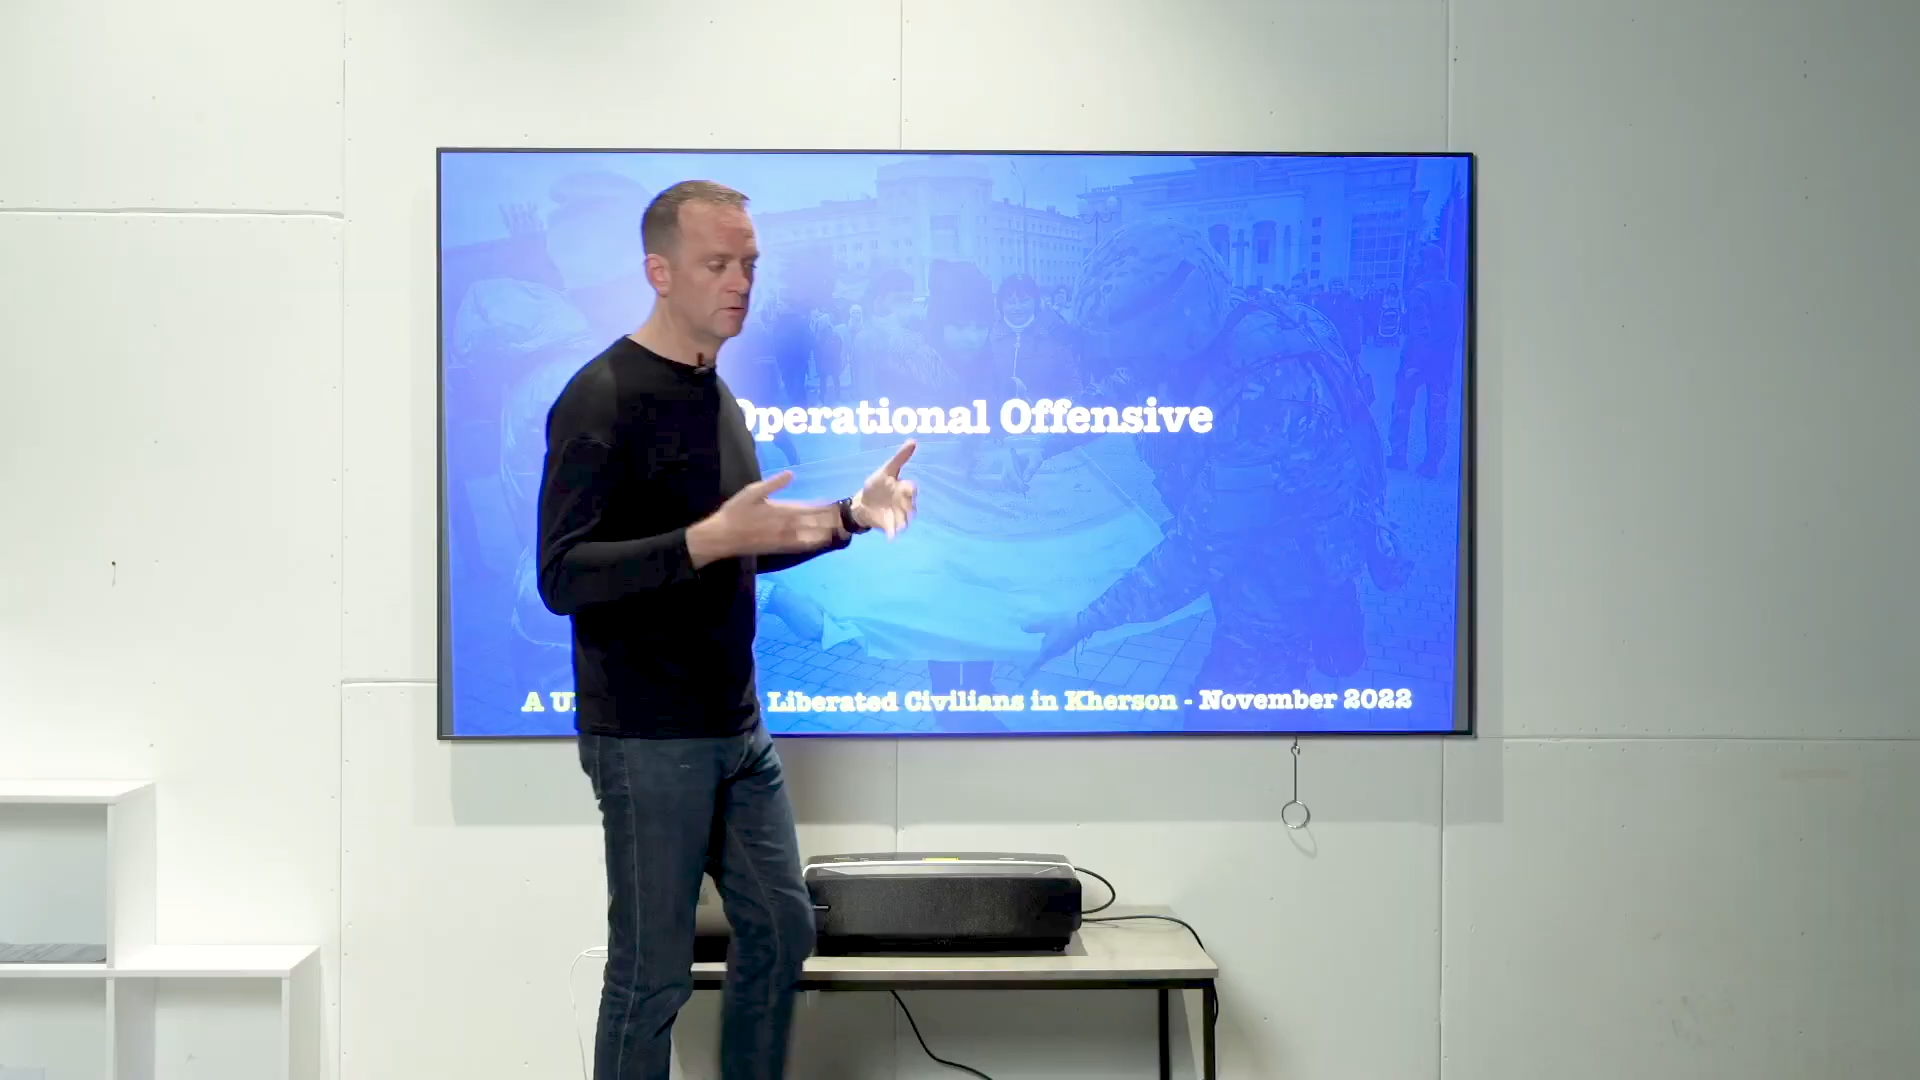 Operational Offensive
A Liberated Civilians in Kherson - November 2022